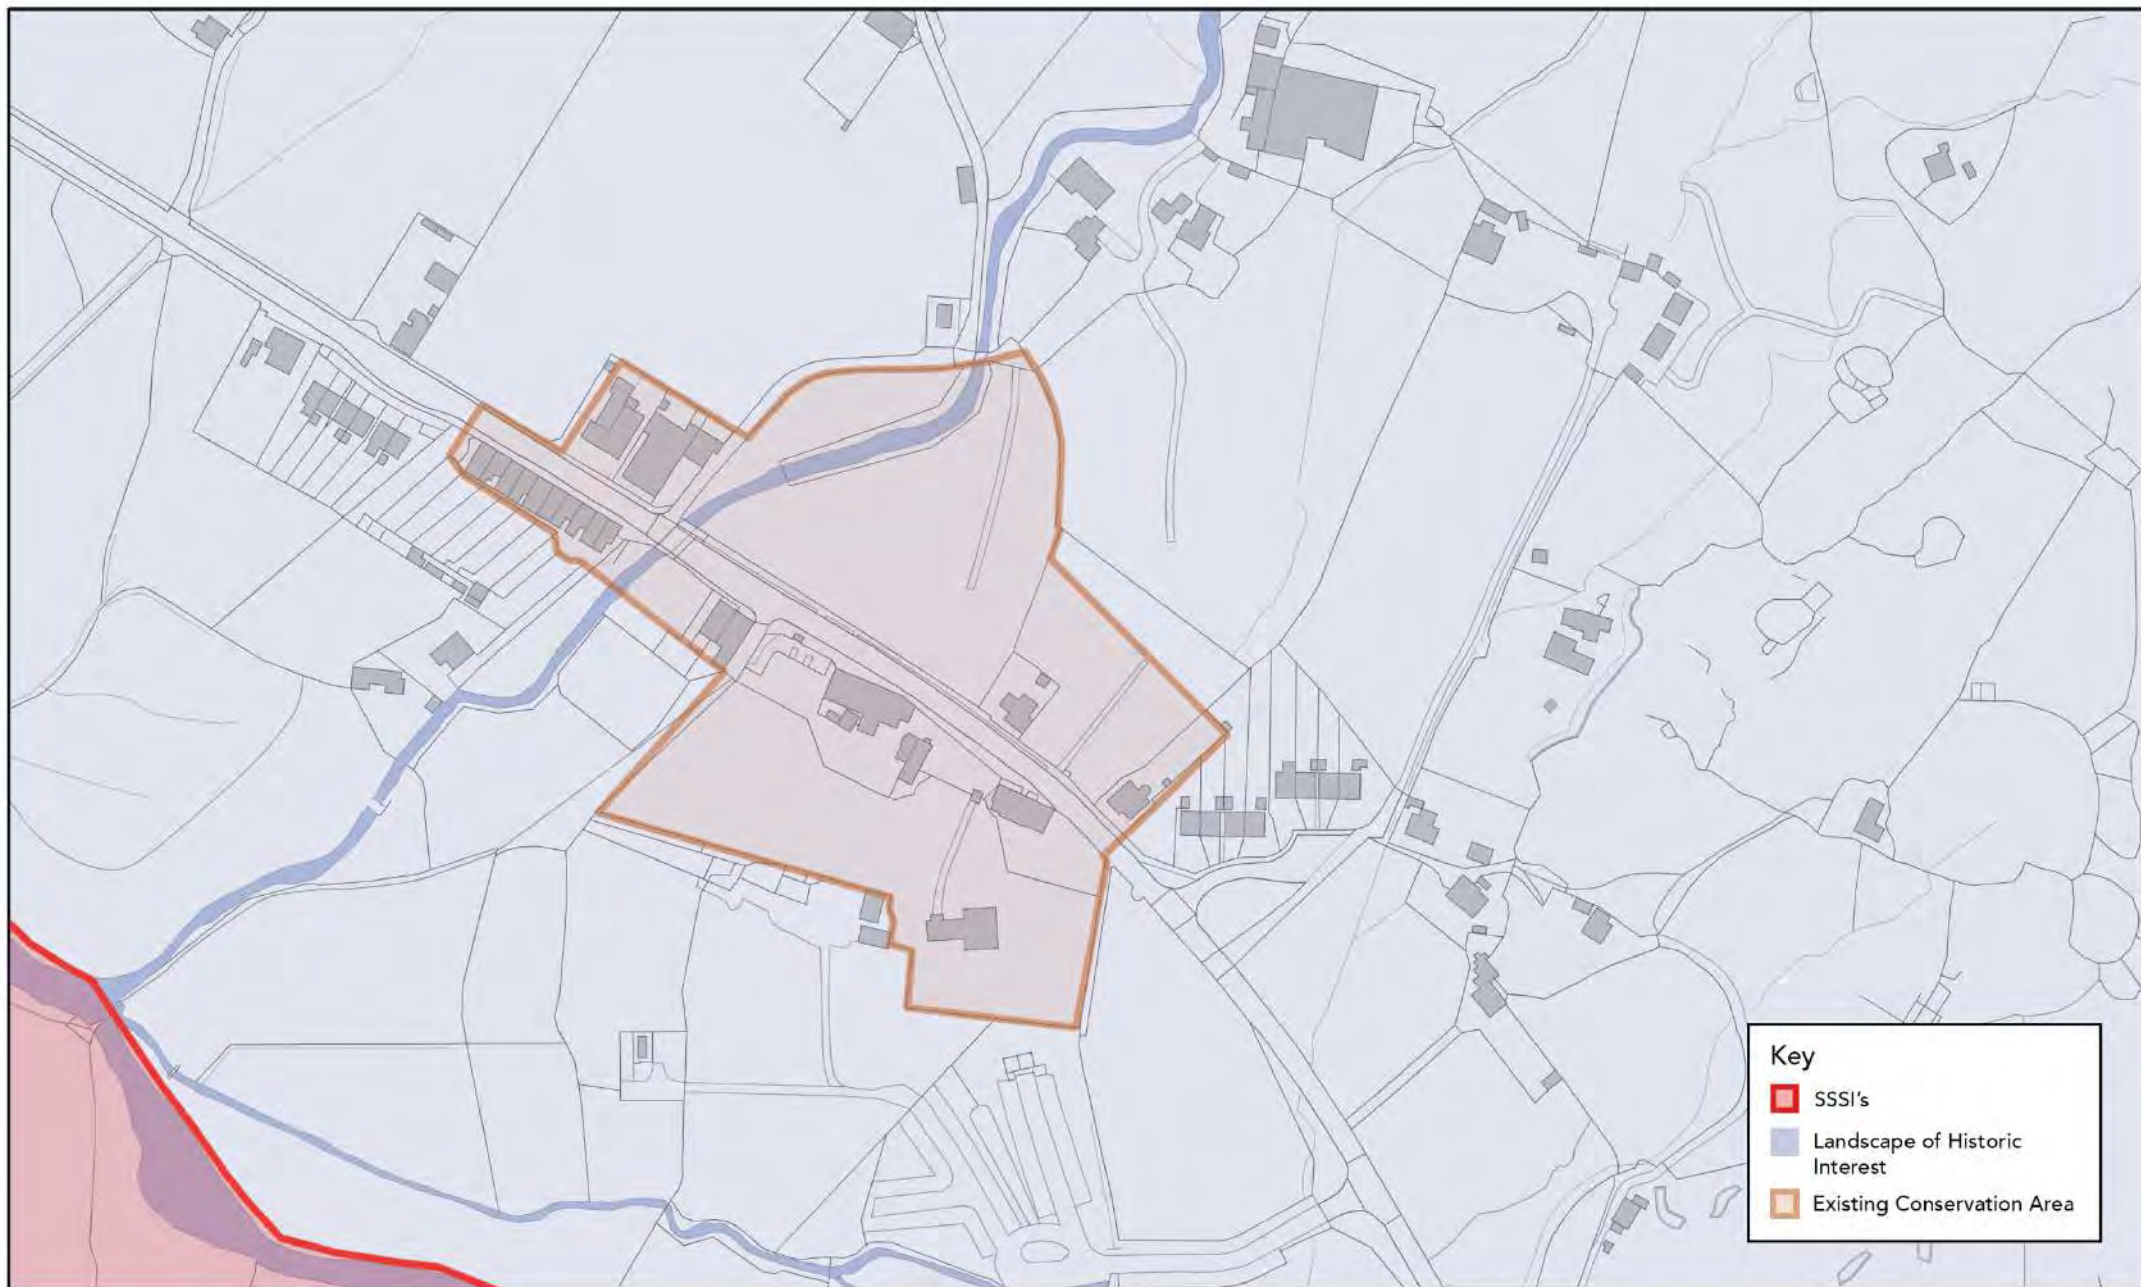 Key
SSSI's
Landscape of Historic
Interest
Existing Conservation Area